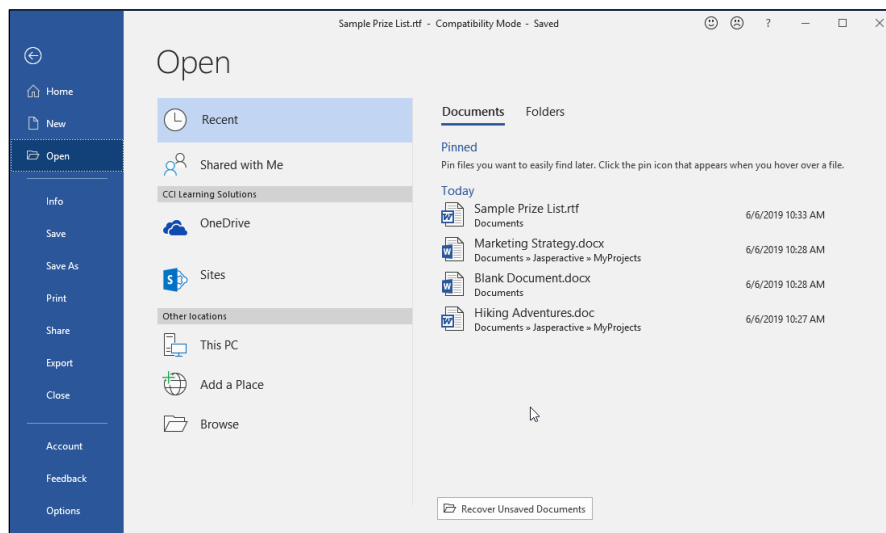 Sample Prize List.rtf - Compatibility Mode - Saved
?
Home
New
Open
Info
Save
Save As
Print
Share
Export
Close
Account
Feedback
Options
Open
Recent
Shared with Me
CCI Learning Solutions
OneDrive
Sites
Other locations
This PC
Add a Place
Browse
Documents Folders
Pinned
Pin files you want to easily find later. Click the pin icon that appears when you hover over a file.
Today
Sample Prize List.rtf 6/6/2019 10:33 AM
Documents
Marketing Strategy.docx 6/6/2019 10:28 AM
Documents » Jasperactive » MyProjects
Blank Document.docx 6/6/2019 10:28 AM
Documents
Hiking Adventures.doc 6/6/2019 10:27 AM
Documents » Jasperactive » MyProjects
Recover Unsaved Documents